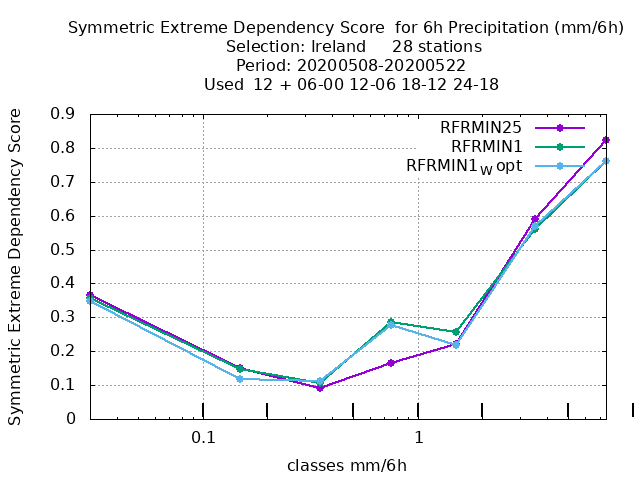 Symmetric Extreme Dependency Score  for 6h Precipitation (mm/6h)
Selection: Ireland     28 stations
Period: 20200508-20200522
Used  12 + 06-00 12-06 18-12 24-18
Symmetric Extreme Dependency Score
0.9
0.8
0.7
0.6
0.5
0.4
0.3
0.2
0.1
0
RFRMIN25
RFRMIN1
RFRMIN1W opt
0.1
1
classes mm/6h